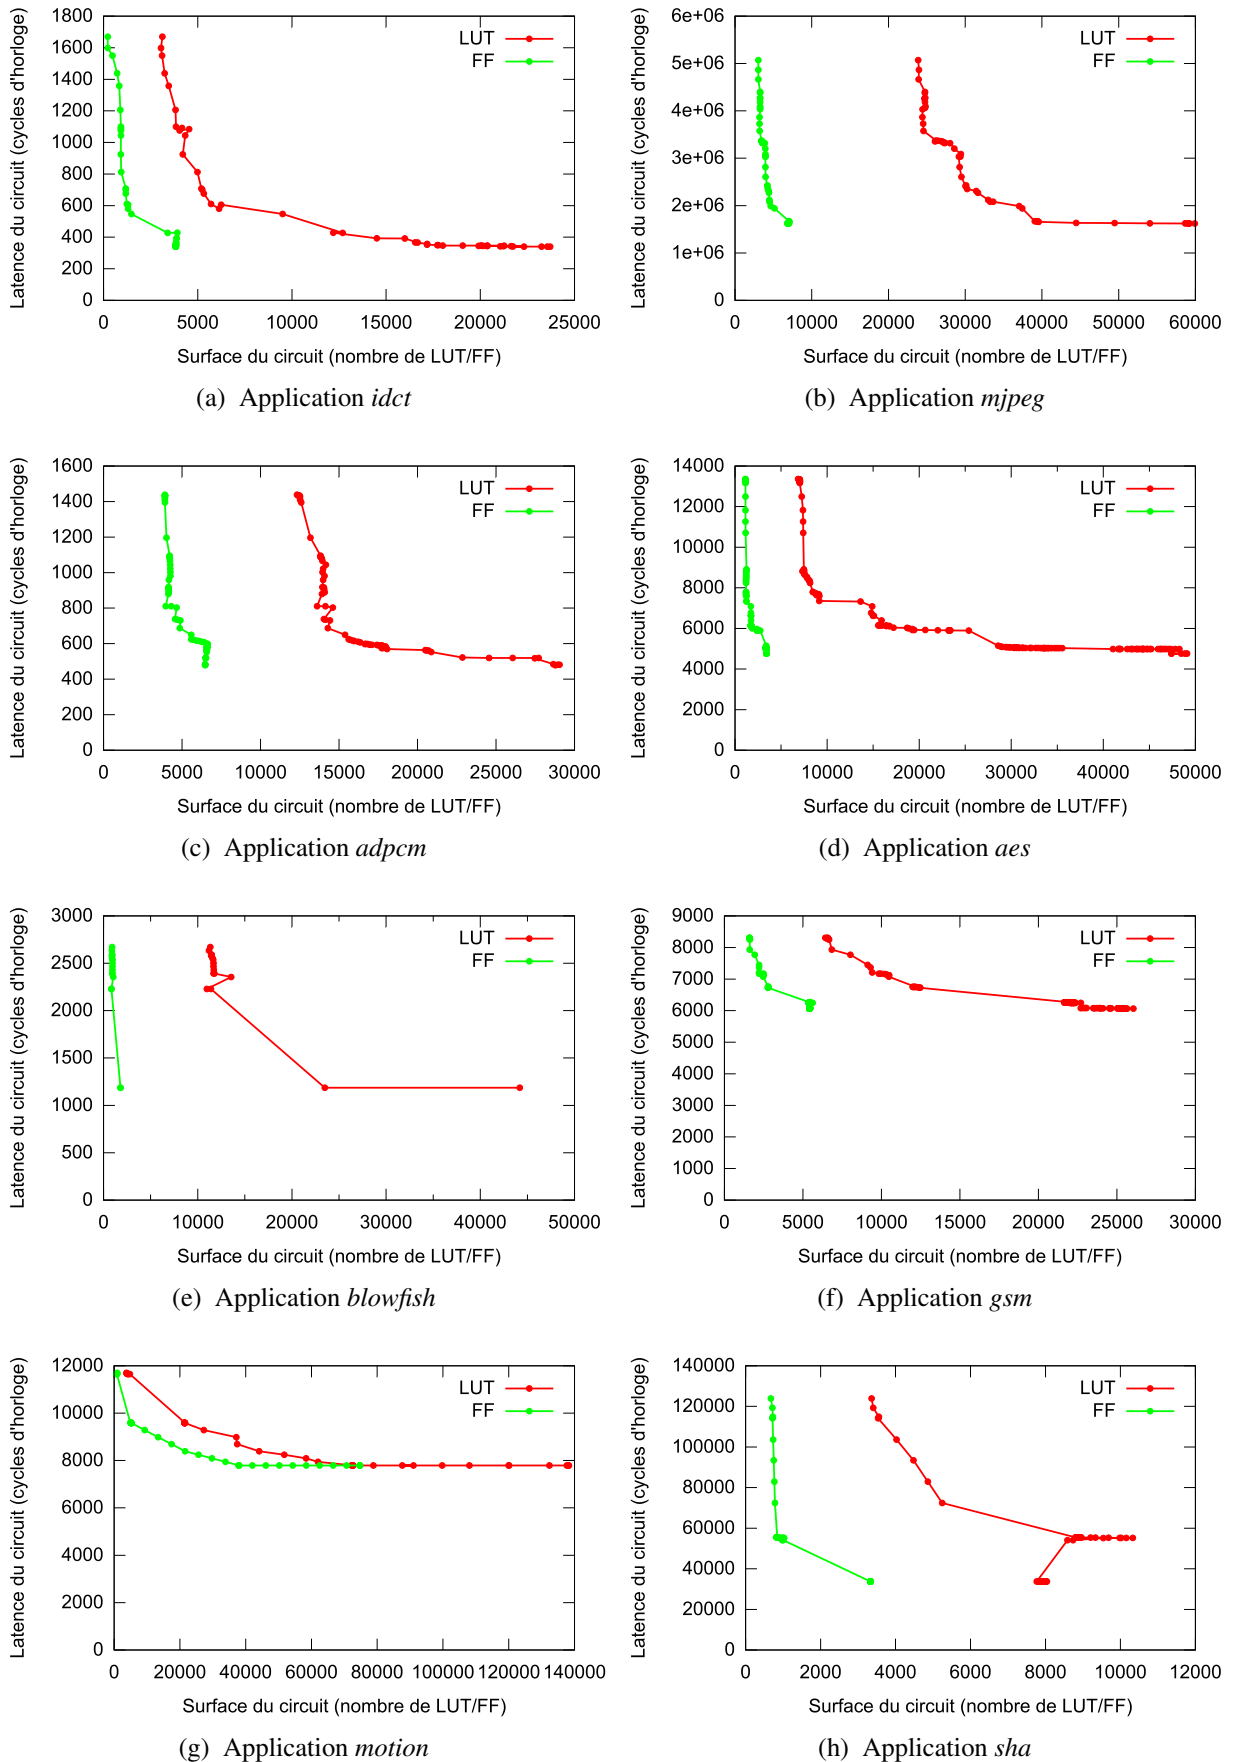 Latence du circuit (cycles d'horloge)
1800
1600
1400
1200
1000
800
600
400
200
0
0 5000 10000 15000 20000 25000
LUT
FF
Surface du circuit (nombre de LUT/FF)
(a) Application idct
Latence du circuit (cycles d'horloge)
6e+06
5e+06
4e+06
3e+06
2e+06
1e+06
0
0 10000 20000 30000 40000 50000 60000
LUT
FF
Surface du circuit (nombre de LUT/FF)
(b) Application mjpeg
Latence du circuit (cycles d'horloge)
1600
1400
1200
1000
800
600
400
200
0
0 5000 10000 15000 20000 25000 30000
LUT
FF
Surface du circuit (nombre de LUT/FF)
(c) Application adpcm
Latence du circuit (cycles d'horloge)
14000
12000
10000
8000
6000
4000
2000
0
0 10000 20000 30000 40000 50000
LUT
FF
Surface du circuit (nombre de LUT/FF)
(d) Application aes
Latence du circuit (cycles d'horloge)
3000
2500
2000
1500
1000
500
0
0 10000 20000 30000 40000 50000
LUT
FF
Surface du circuit (nombre de LUT/FF)
(e) Application blowfish
Latence du circuit (cycles d'horloge)
9000
8000
7000
6000
5000
4000
3000
2000
1000
0
0 5000 10000 15000 20000 25000 30000
LUT
FF
Surface du circuit (nombre de LUT/FF)
(f) Application gsm
Latence du circuit (cycles d'horloge)
12000
10000
8000
6000
4000
2000
0
0 20000 40000 60000 80000 100000 120000 140000
LUT
FF
Surface du circuit (nombre de LUT/FF)
(g) Application motion
Latence du circuit (cycles d'horloge)
140000
120000
100000
80000
60000
40000
20000
0
0 2000 4000 6000 8000 10000 12000
LUT
FF
Surface du circuit (nombre de LUT/FF)
(h) Application sha